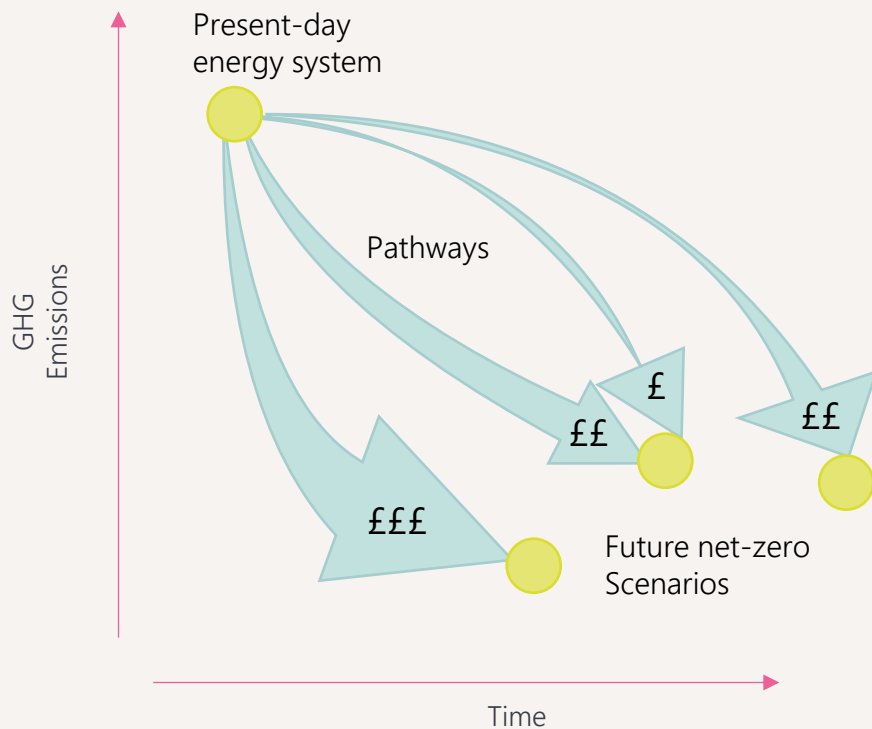 Present-day
energy system
Pathways
GHG
Emissions
£
££
££
£££
Future net-zero
Scenarios
Time